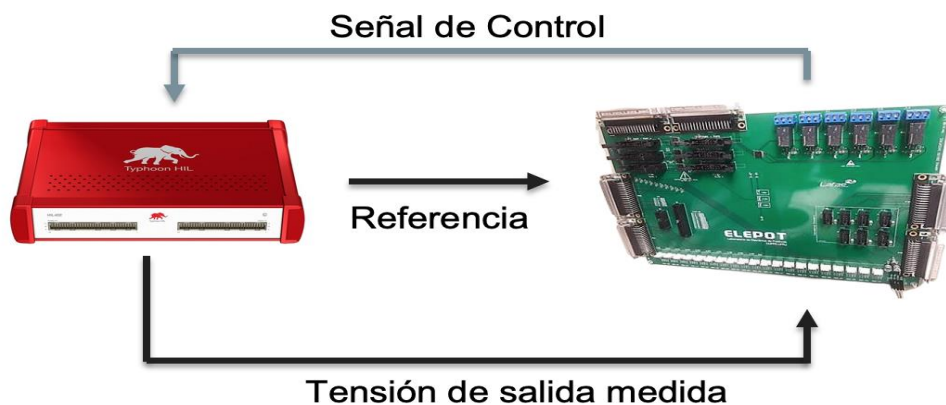 Señal de Control
Typhoon HIL
Referencia
ELEPOT
Tensión de salida medida